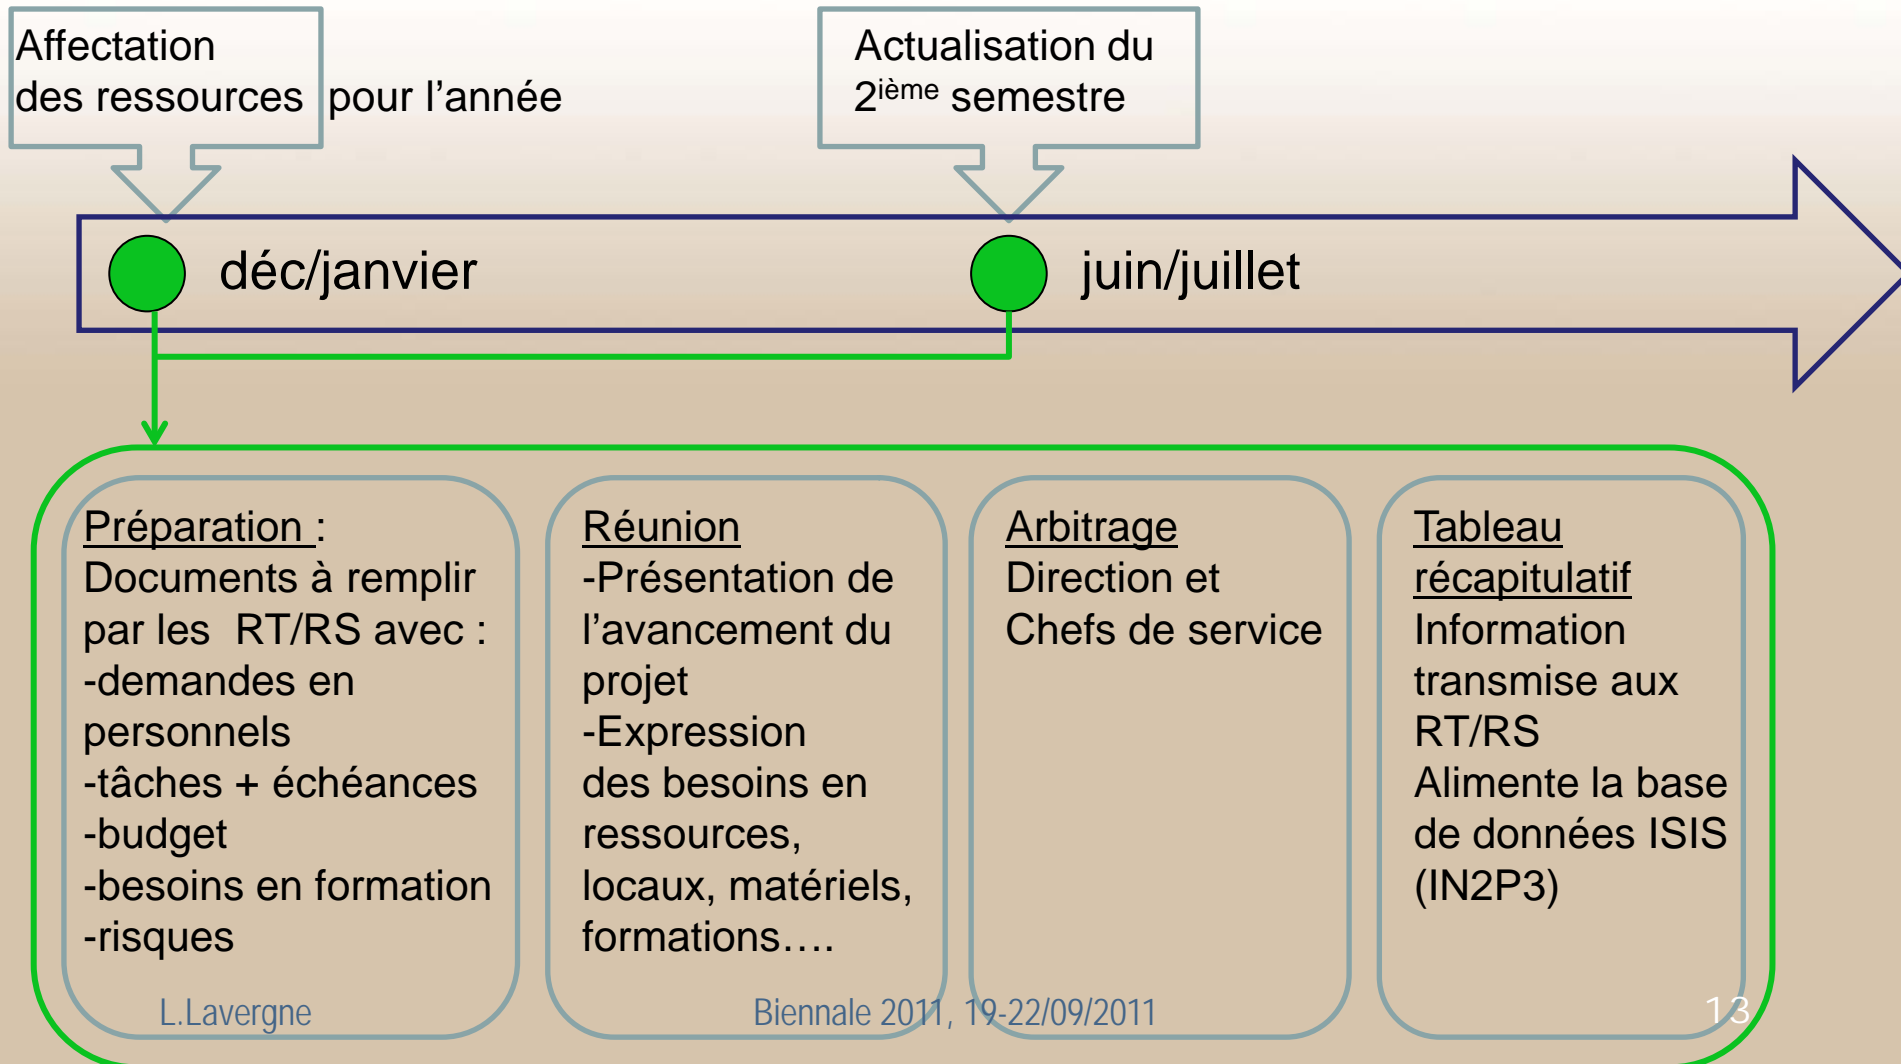 Affectation
des ressources pour l'année
Actualisation du
2ième semestre
déc/janvier
juin/juillet
Préparation :
Documents à remplir
par les RT/RS avec :
-demandes en
personnels
-tâches + échéances
-budget
-besoins en formation
-risques
Réunion
-Présentation de
l'avancement du
projet
-Expression
des besoins en
ressources,
locaux, matériels,
formations….
Arbitrage
Direction et
Chefs de service
Tableau
récapitulatif
Information
transmise aux
RT/RS
Alimente la base
de données ISIS
(IN2P3)
L.Lavergne
Biennale 2011, 19-22/09/2011
13